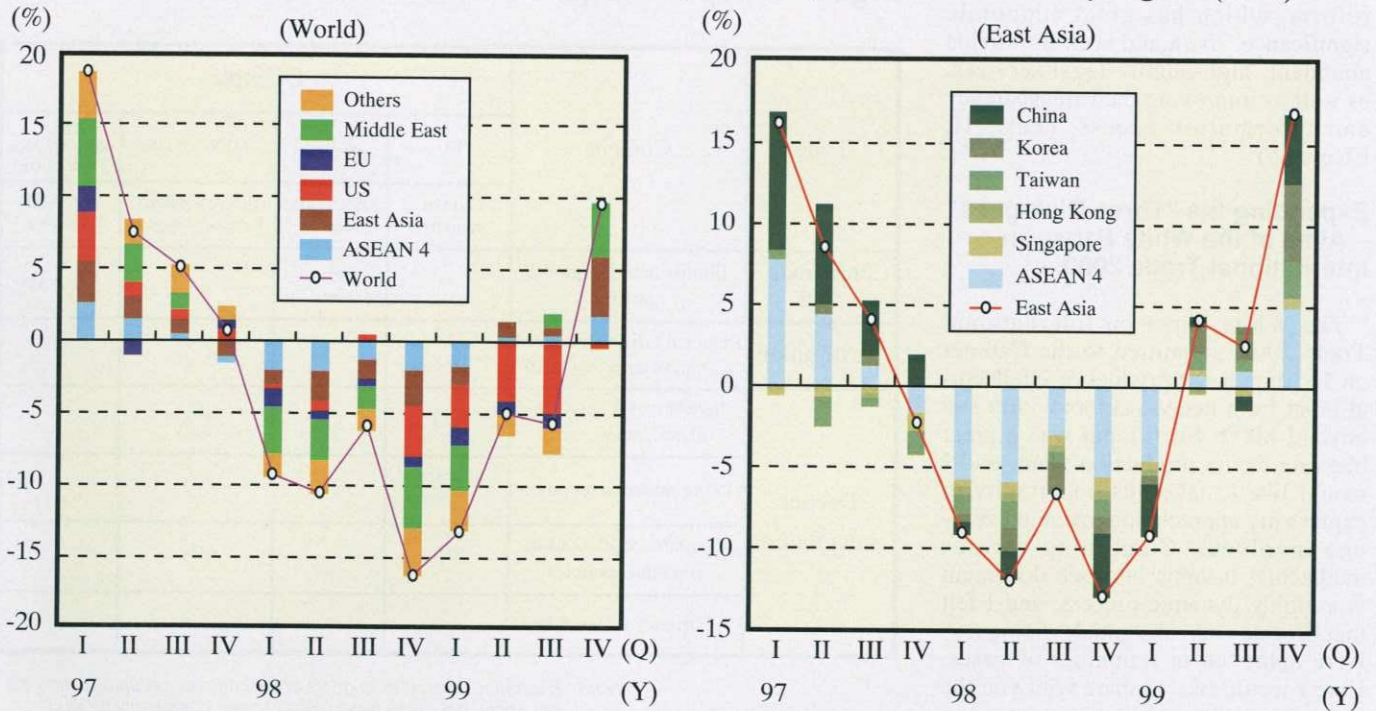 (%)
(World)
20
15
10
5
0
-5
-10
-15
-20
Others
Middle East
EU
US
East Asia
ASEAN 4
World
I II III IV I II III IV I II III IV (Q)
97 98 99 (Y)
(%)
(East Asia)
20
15
10
5
0
-5
-10
-15
China
Korea
Taiwan
Hong Kong
Singapore
ASEAN 4
East Asia
I II III IV I II III IV I II III IV (Q)
97 98 99 (Y)